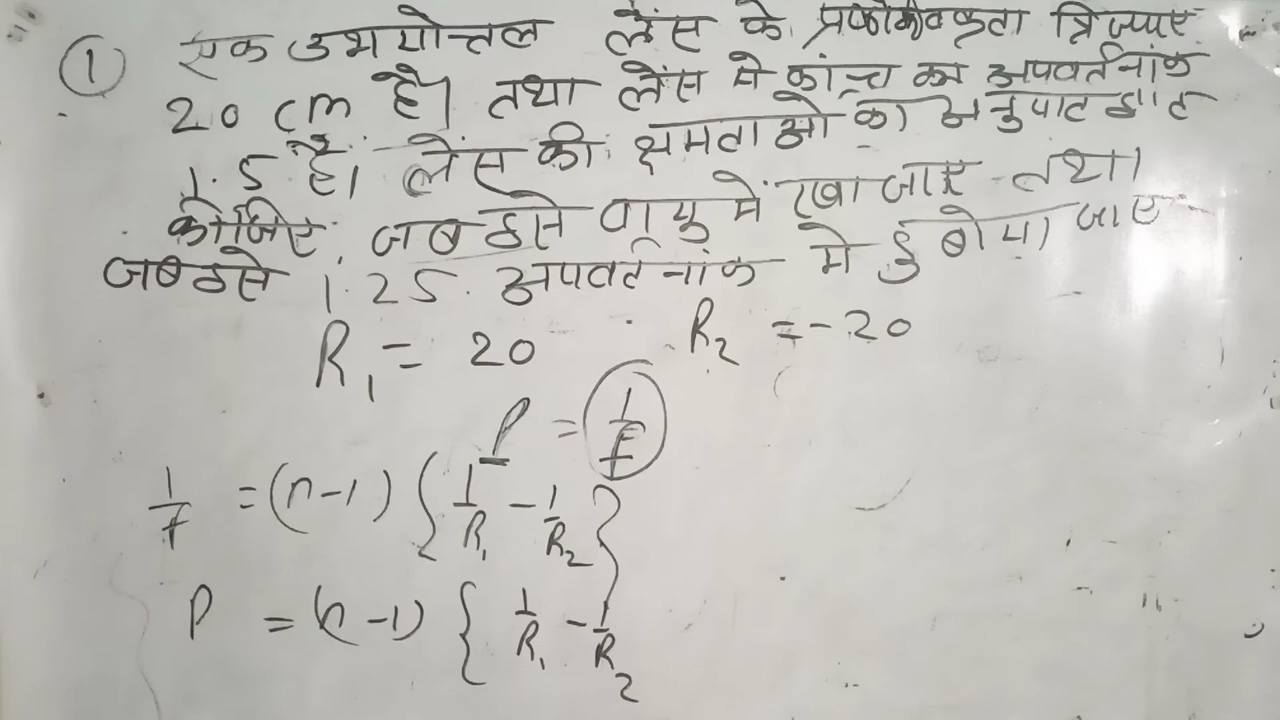 ① एक उभयोत्तल लेंस के प्रत्येक वक्रता त्रिज्याए
20 cm है। तथा लेंस मे कांच का अपवर्तनांक
1.5 है। लेंस की क्षमताओ का अनुपात ज्ञात
कीजिए जब इसे वायु में रखा जाए तथा
जब इसे 1.25 अपवर्तनांक मे डुबोया जाए
R₁ = 20 R₂ = -20
P = 1/F
1/f = (n-1) { 1/R₁ - 1/R₂ }
P = (n-1) { 1/R₁ - 1/R₂